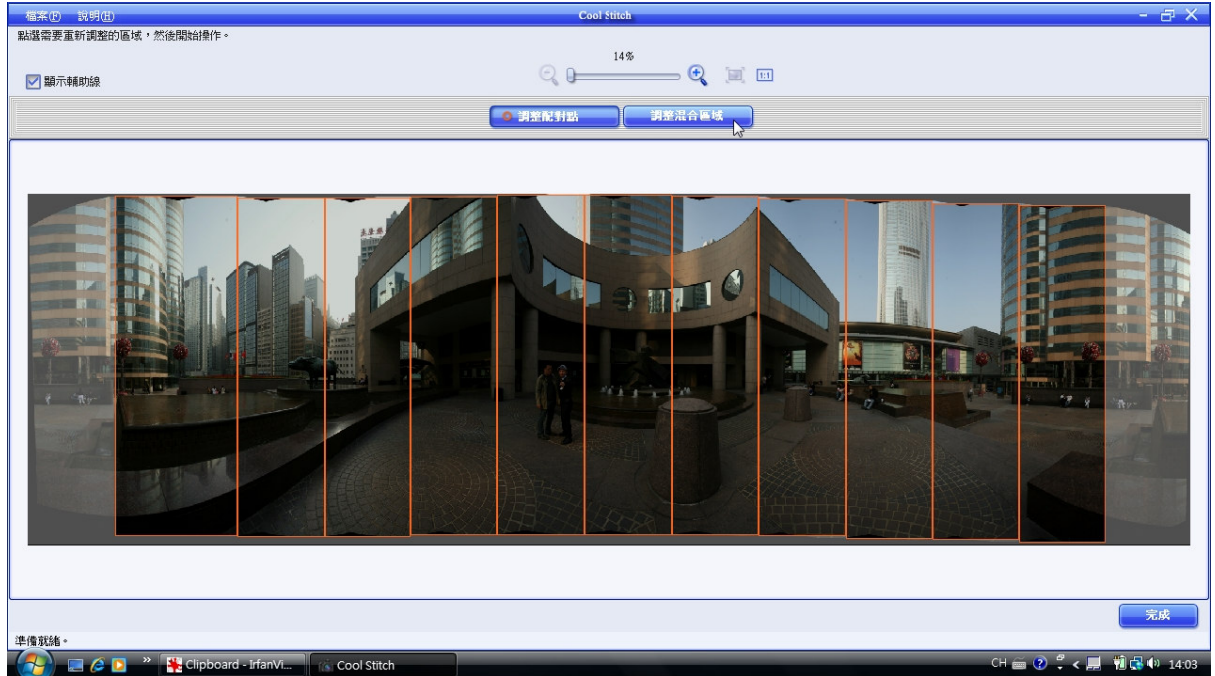 檔案(F) 說明(H) Cool Stitch
點選需要重新調整的區域，然後開始操作。
14%
顯示輔助線
1:1
調整配對點 調整混合區域
完成
準備就緒。
Clipboard - IrfanVi... Cool Stitch CH 14:03